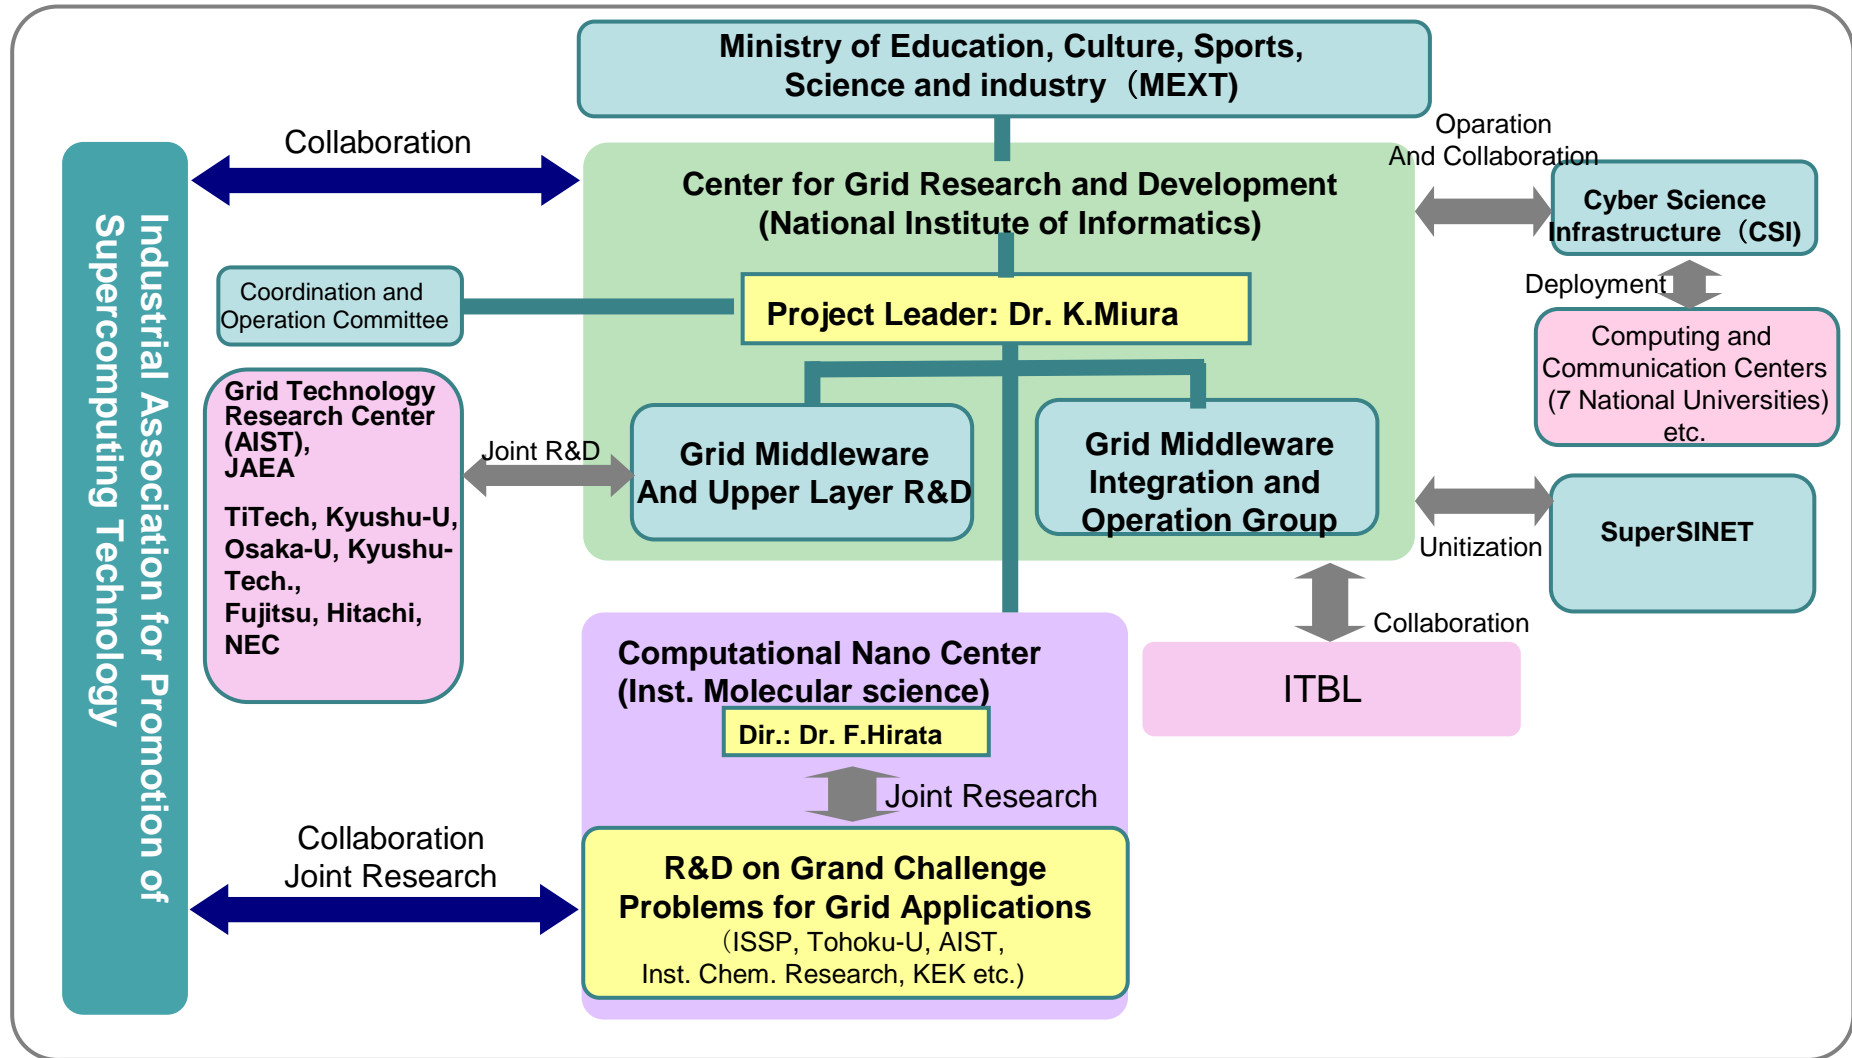 Ministry of Education, Culture, Sports,
Science and industry（MEXT)
Collaboration
Oparation
And Collaboration
Center for Grid Research and Development
(National Institute of Informatics)
Cyber Science
Infrastructure（CSI)
Industrial Association for Promotion of
Supercomputing Technology
Coordination and
Operation Committee
Project Leader: Dr. K.Miura
Deployment
Computing and
Communication Centers
(7 National Universities)
etc.
Grid Technology
Research Center
(AIST),
JAEA
TiTech, Kyushu-U,
Osaka-U, Kyushu-
Tech.,
Fujitsu, Hitachi,
NEC
Joint R&D
Grid Middleware
And Upper Layer R&D
Grid Middleware
Integration and
Operation Group
Unitization
SuperSINET
Collaboration
ITBL
Computational Nano Center
(Inst. Molecular science)
Dir.: Dr. F.Hirata
Joint Research
Collaboration
Joint Research
R&D on Grand Challenge
Problems for Grid Applications
（ISSP, Tohoku-U, AIST,
Inst. Chem. Research, KEK etc.)